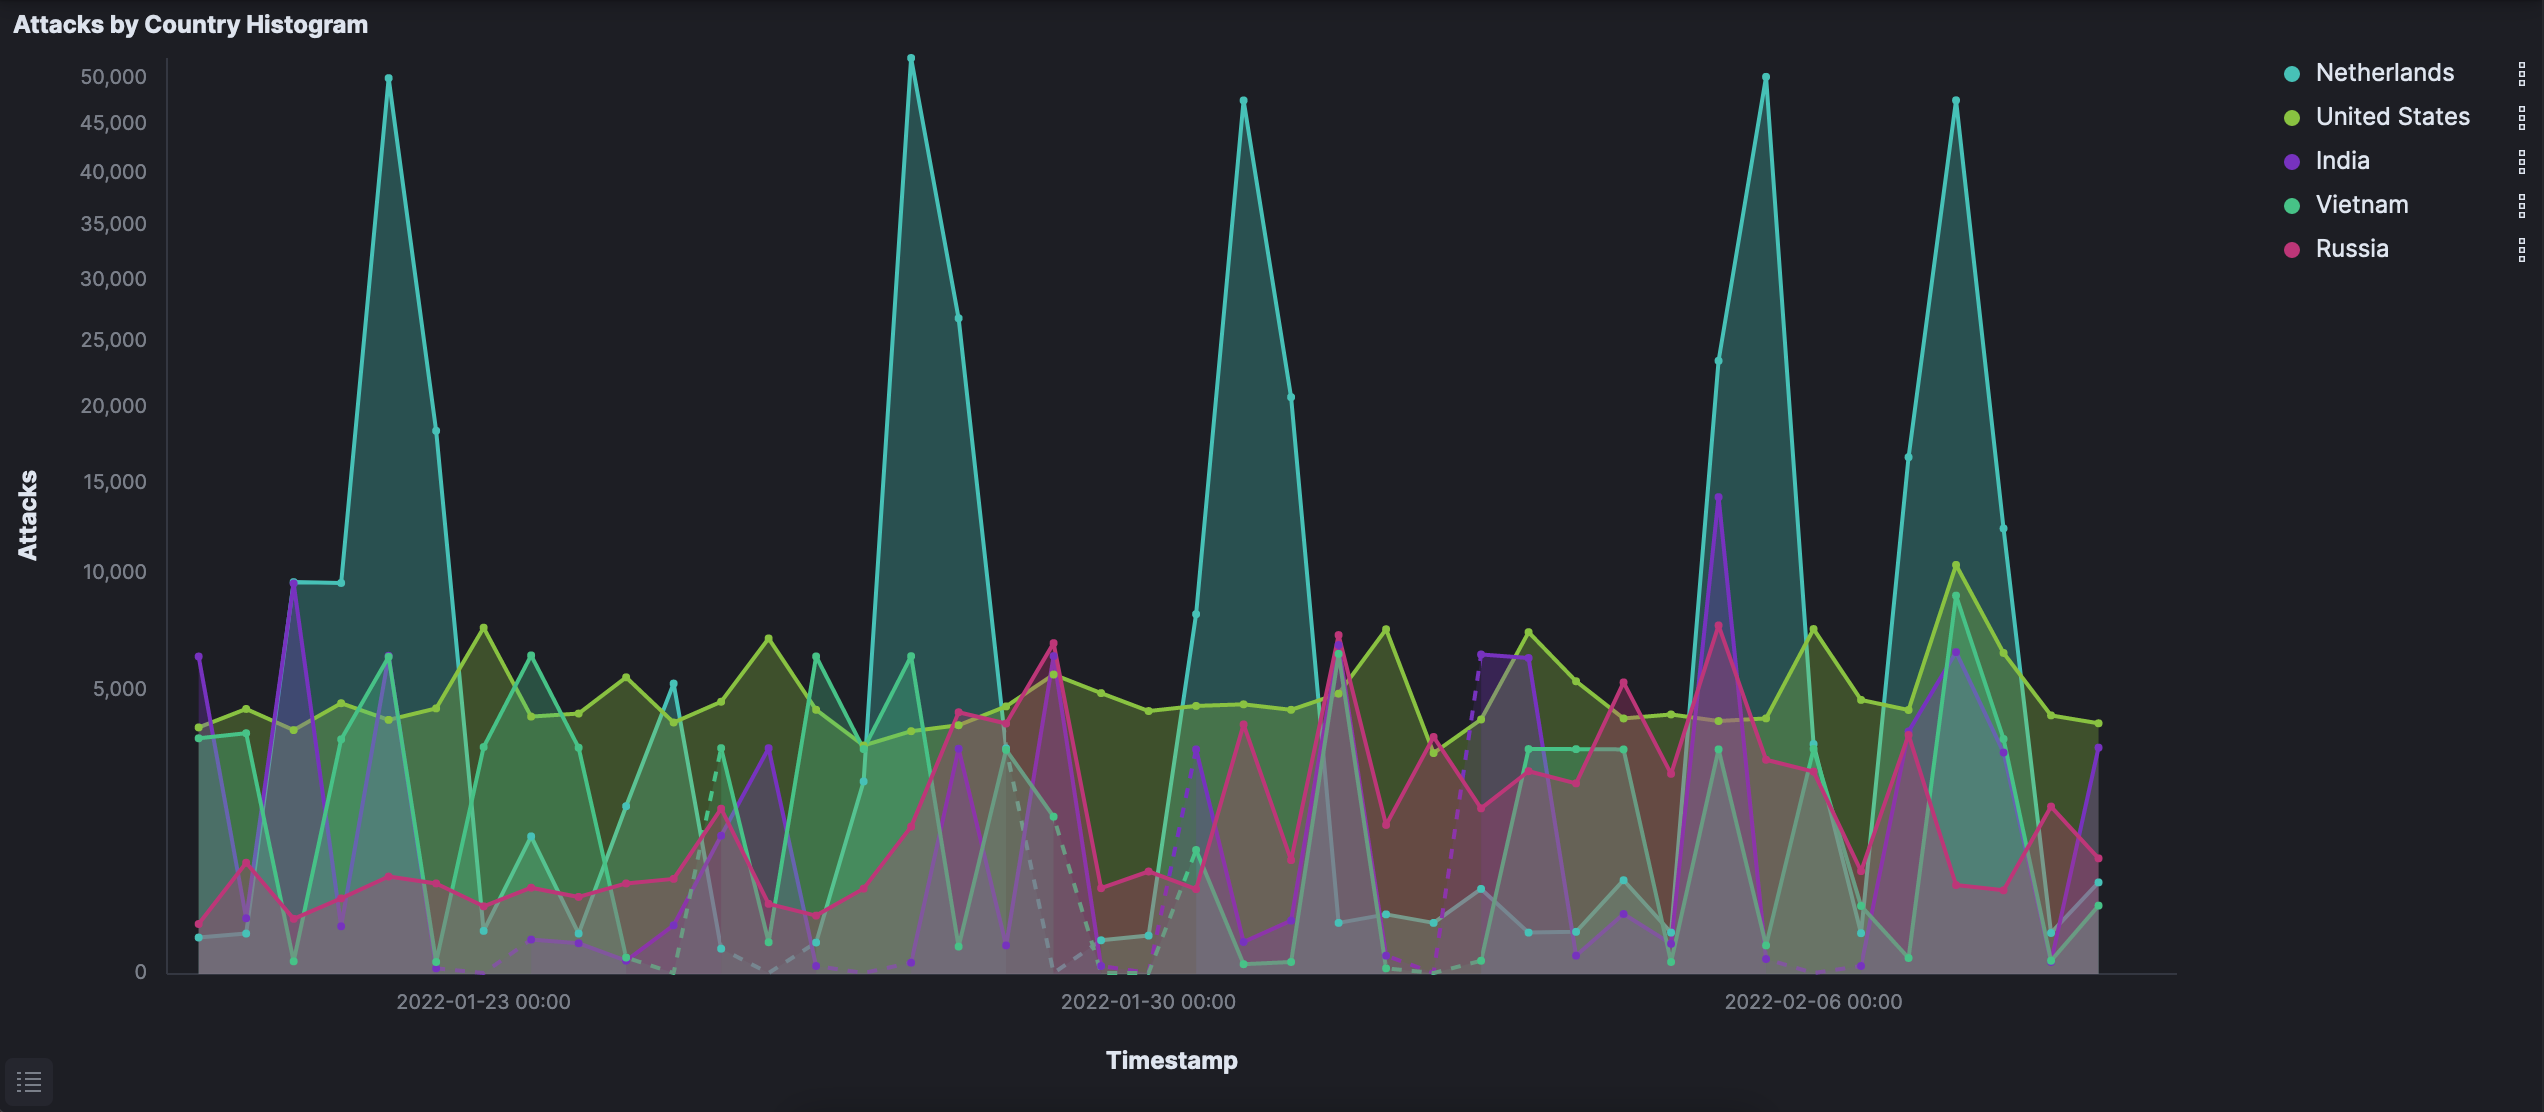 Attacks by Country Histogram
50,000
45,000
40,000
35,000
30,000
25,000
20,000
15,000
10,000
5,000
0
Attacks
2022-01-23 00:00
2022-01-30 00:00
2022-02-06 00:00
Timestamp
Netherlands
United States
India
Vietnam
Russia